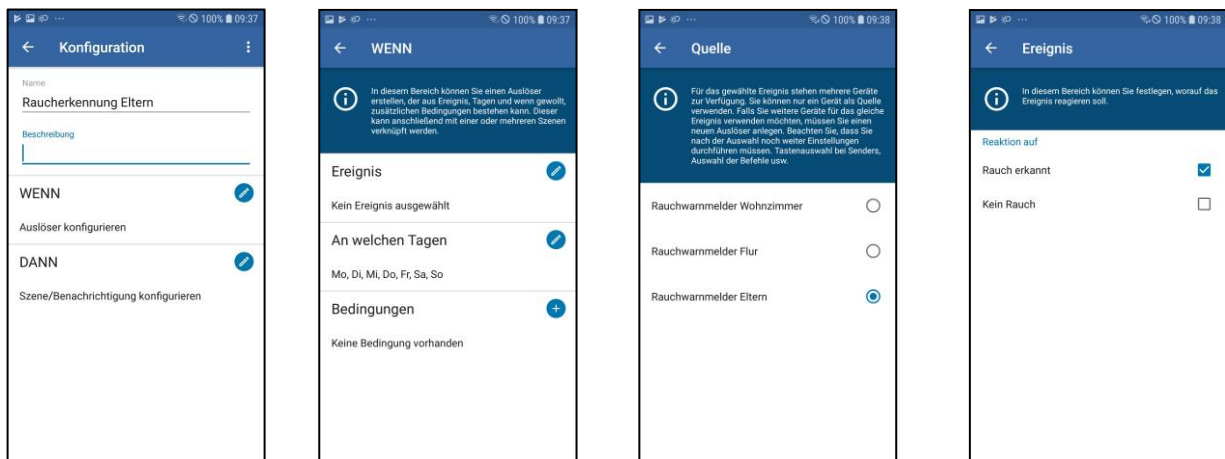 100% 09:37
Konfiguration
Name
Raucherkennung Eltern
Beschreibung
WENN
Auslöser konfigurieren
DANN
Szene/Benachrichtigung konfigurieren
100% 09:37
WENN
In diesem Bereich können Sie einen Auslöser
erstellen, der aus Ereignis, Tagen und wenn gewollt,
zusätzlichen Bedingungen bestehen kann. Dieser
kann anschließend mit einer oder mehreren Szenen
verknüpft werden.
Ereignis
Kein Ereignis ausgewählt
An welchen Tagen
Mo, Di, Mi, Do, Fr, Sa, So
Bedingungen
Keine Bedingung vorhanden
100% 09:38
Quelle
Für das gewählte Ereignis stehen mehrere Geräte
zur Verfügung. Sie können nur ein Gerät als Quelle
verwenden. Falls Sie weitere Geräte für das gleiche
Ereignis verwenden möchten, müssen Sie einen
neuen Auslöser anlegen. Beachten Sie, dass Sie
nach der Auswahl noch weiter Einstellungen
durchführen müssen. Tastenauswahl bei Senders,
Auswahl der Befehle usw.
Rauchwarnmelder Wohnzimmer
Rauchwarnmelder Flur
Rauchwarnmelder Eltern
100% 09:38
Ereignis
In diesem Bereich können Sie festlegen, worauf das
Ereignis reagieren soll.
Reaktion auf
Rauch erkannt
Kein Rauch